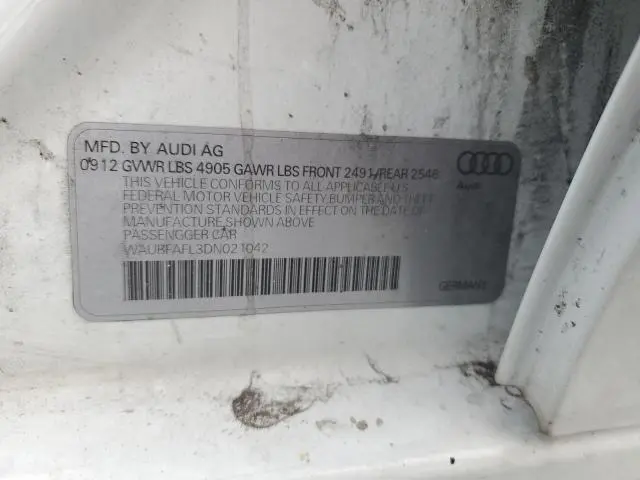 MFD. BY AUDI AG
0912 GVWR LBS 4905 GAWR LBS FRONT 2491/REAR 2546
THIS VEHICLE CONFORMS TO ALL APPLICABLE U.S.
FEDERAL MOTOR VEHICLE SAFETY BUMPER AND THEFT
PREVENTION STANDARDS IN EFFECT ON THE DATE OF
MANUFACTURE SHOWN ABOVE
PASSENGGER CAR
WAURFAFL3DN021042
Audi
GERMANY